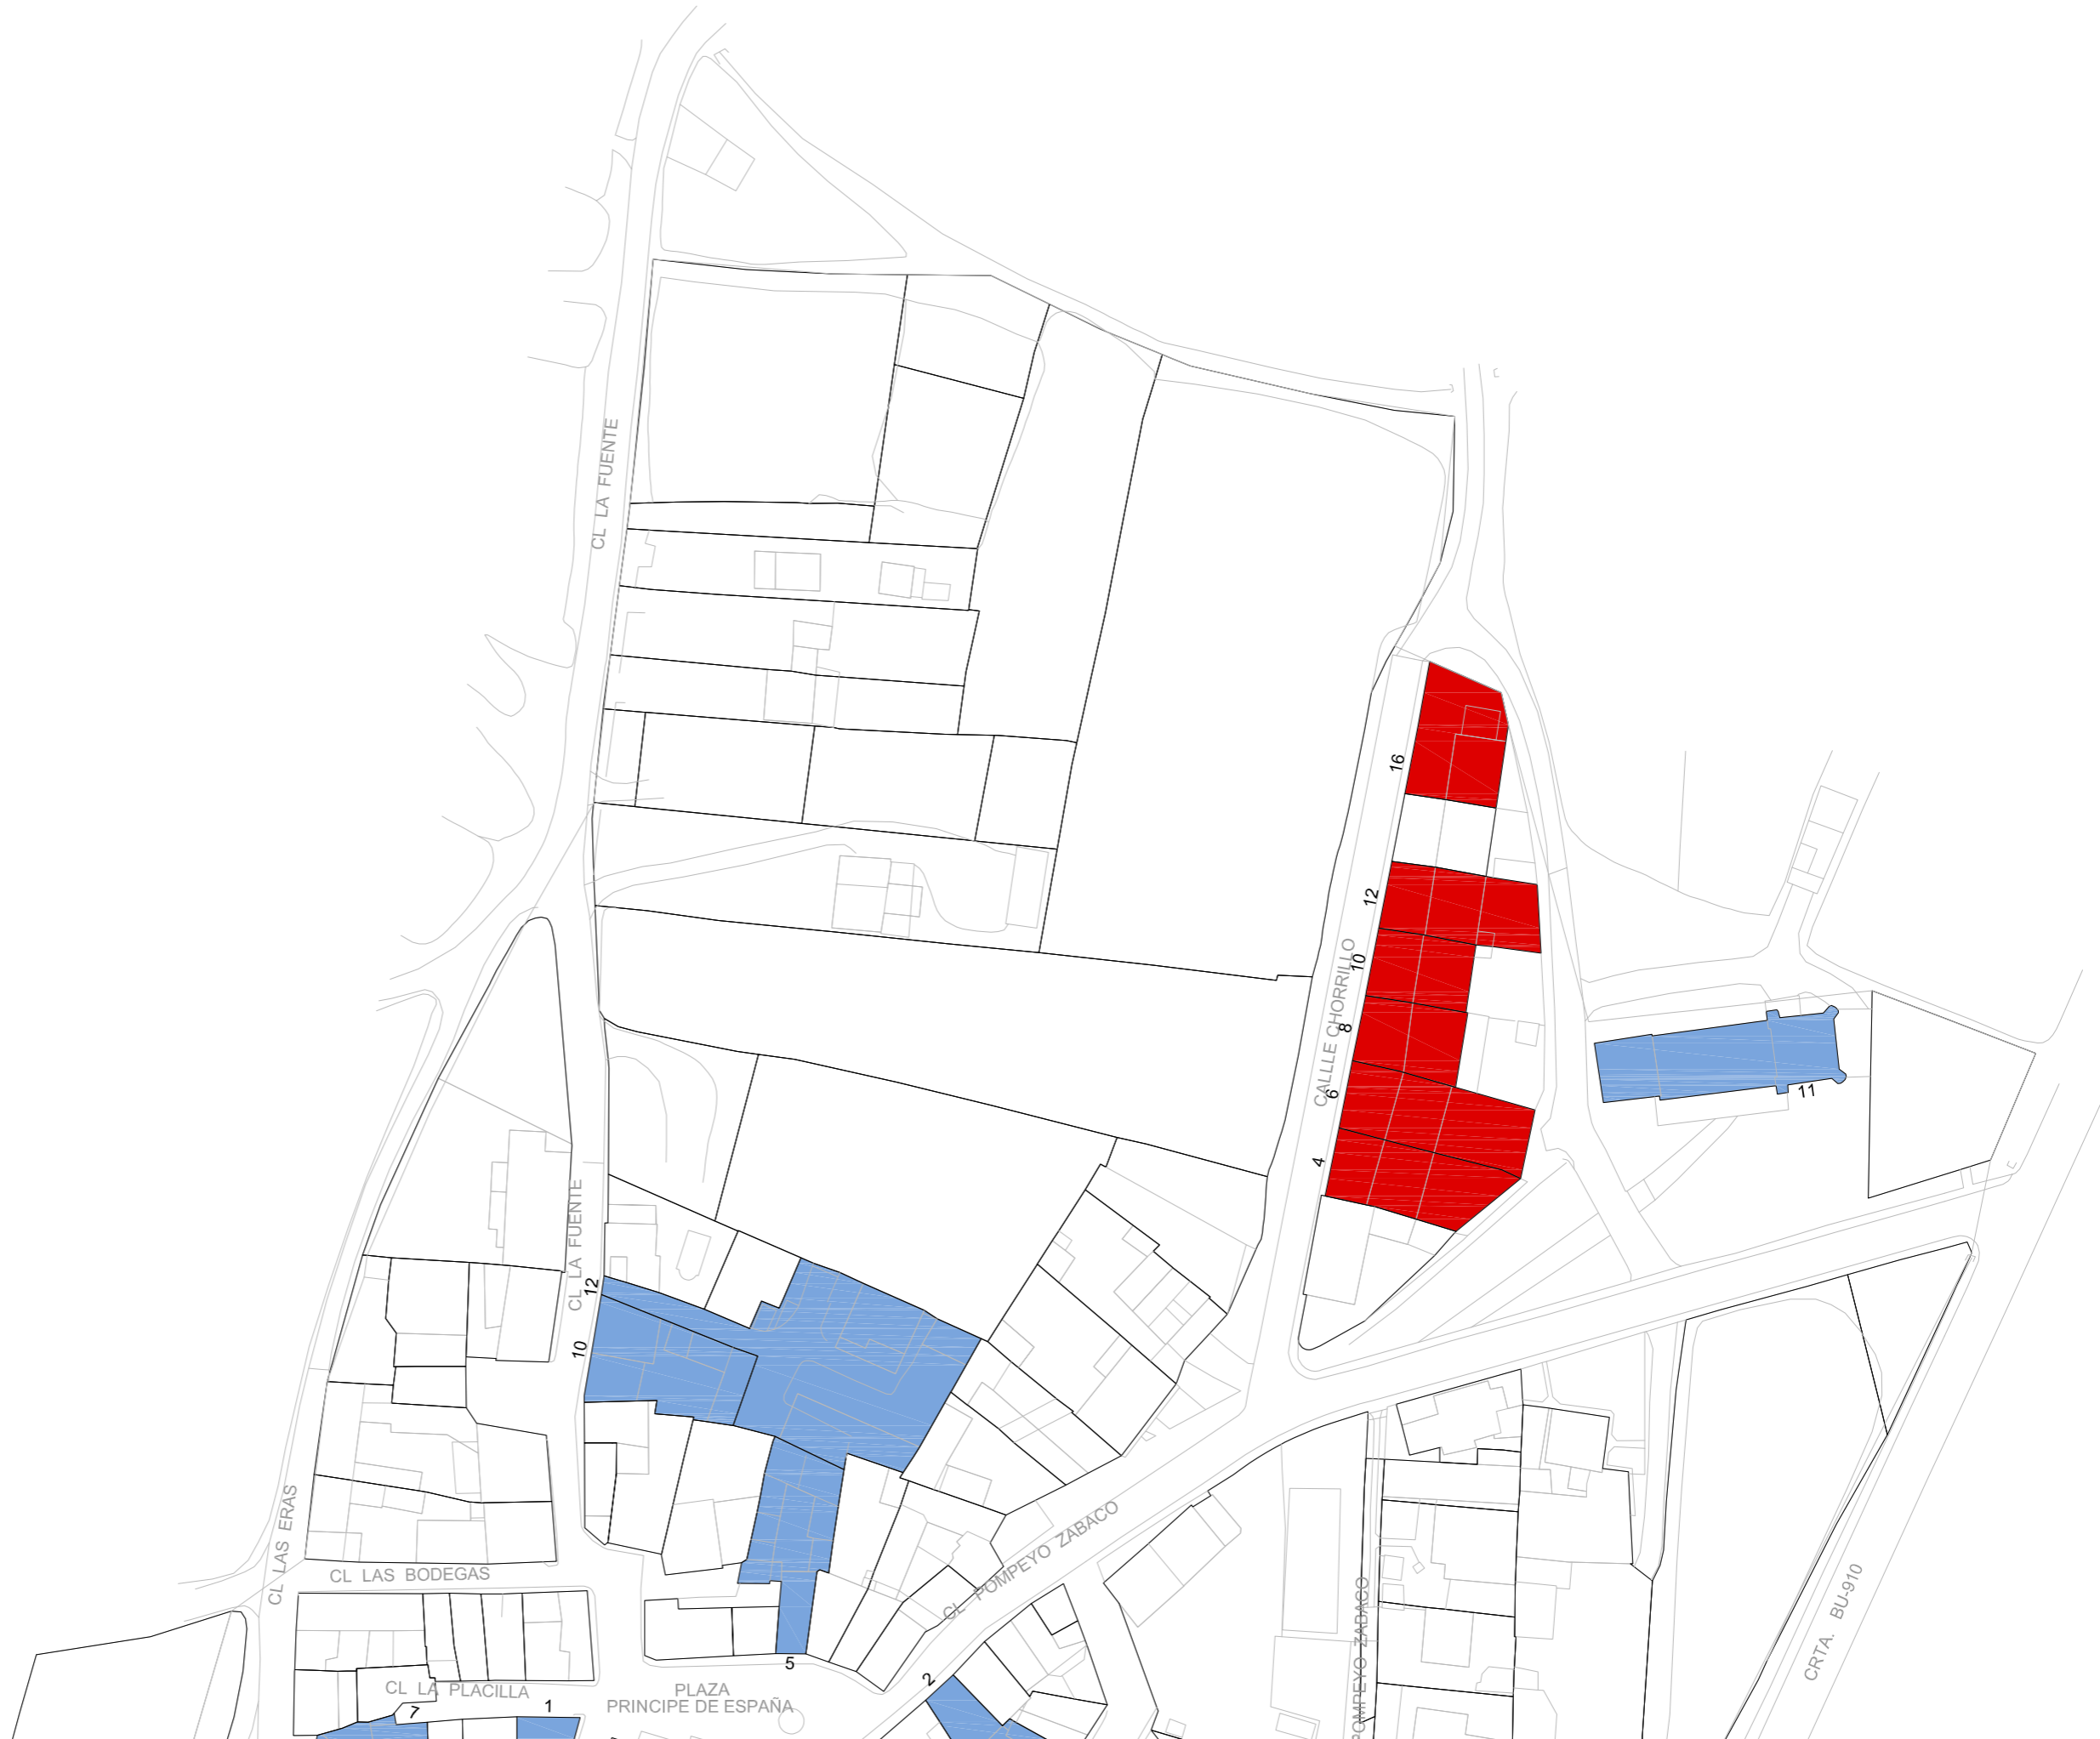 CL LA FUENTE
16
12
10
CALLLE CHORRILLO
8
6
4
11
CL LA FUENTE
12
10
CL LAS ERAS
CL LAS BODEGAS
CL POMPEYO ZABACO
POMPEYO ZABACO
CRTA. BU-910
5
2
CL LA PLACILLA
PLAZA
PRINCIPE DE ESPAÑA
7
1